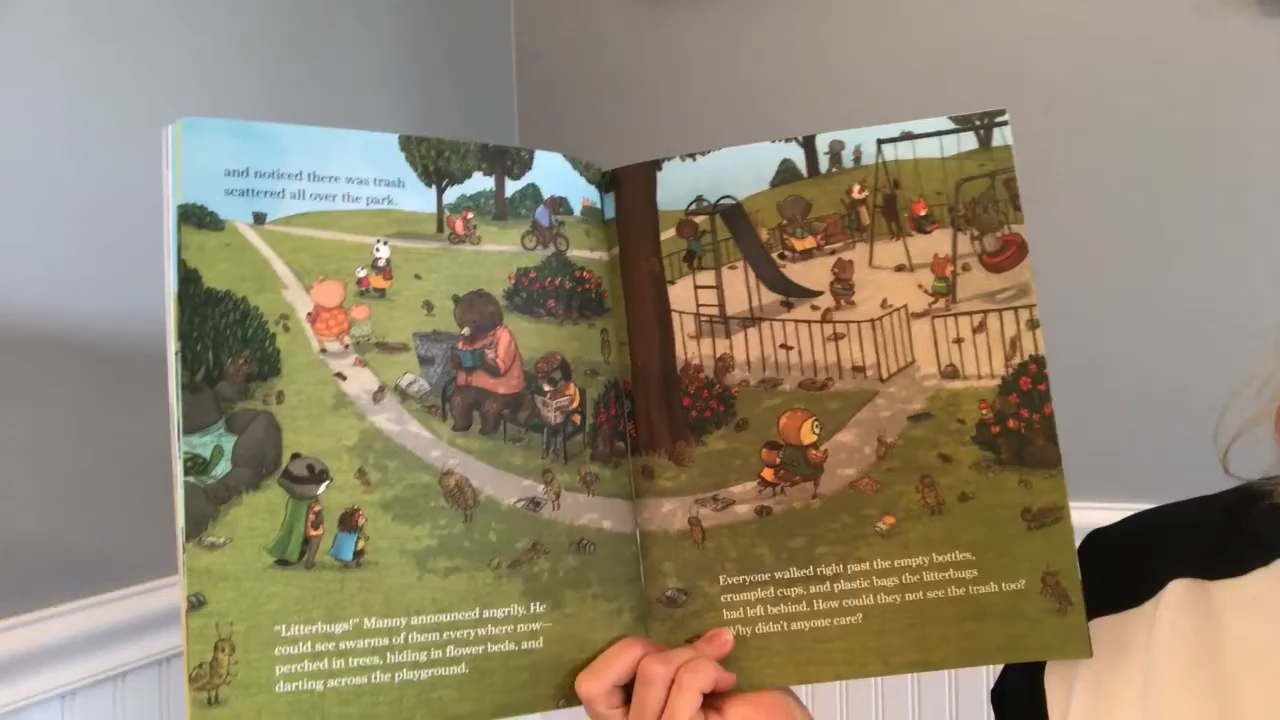 and noticed there was trash
scattered all over the park.
"Litterbugs!" Manny announced angrily. He
could see swarms of them everywhere now—
perched in trees, hiding in flower beds, and
darting across the playground.
Everyone walked right past the empty bottles,
crumpled cups, and plastic bags the litterbugs
had left behind. How could they not see the trash too?
Why didn't anyone care?